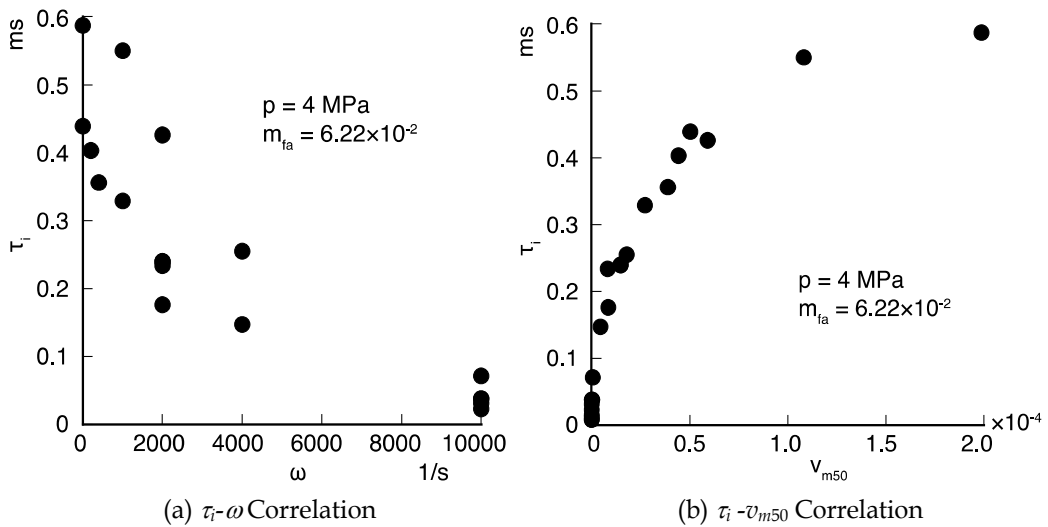 ms
0.6
0.5
0.4
0.3
τi
0.2
0.1
0
p = 4 MPa
mfa = 6.22×10-2
0 2000 4000 6000 8000 10000
ω 1/s
(a) τi-ω Correlation
ms
0.6
0.5
0.4
0.3
τi
0.2
0.1
0
p = 4 MPa
mfa = 6.22×10-2
0 0.5 1.0 1.5 2.0 ×10-4
vm50
(b) τi -vm50 Correlation